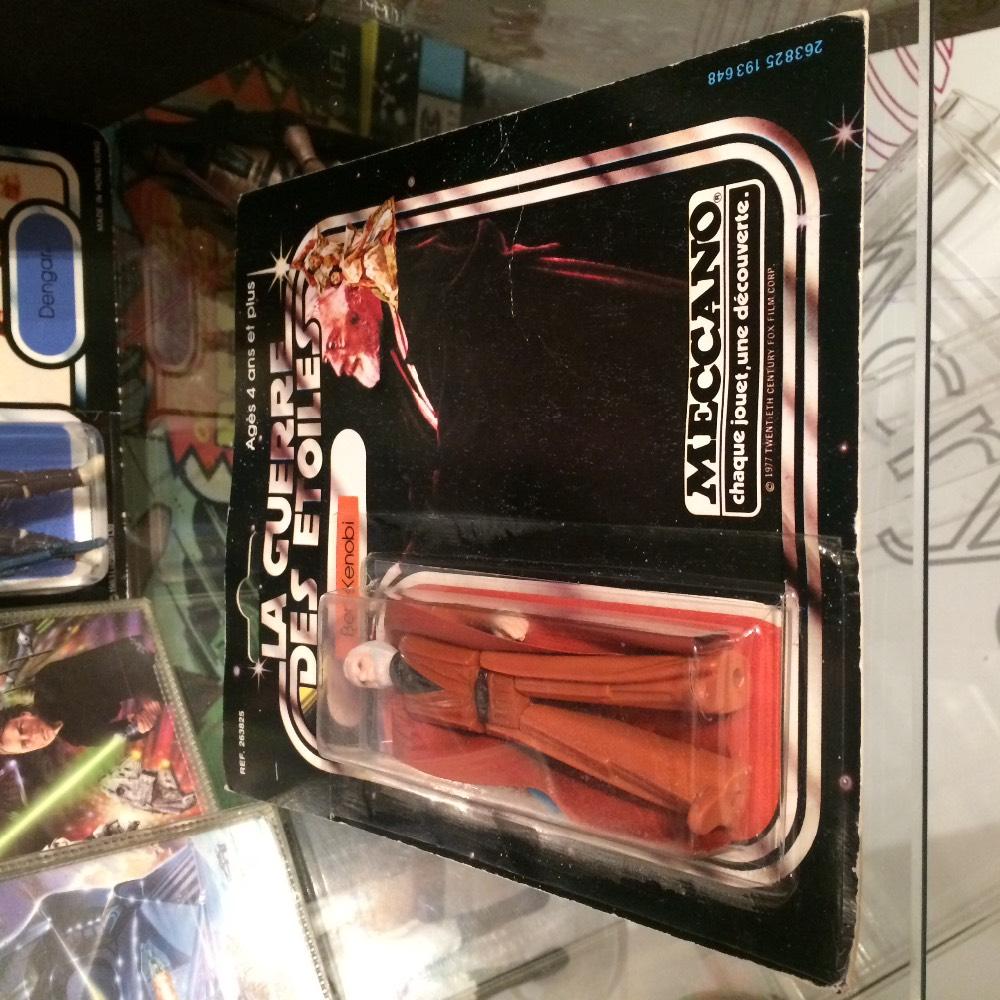 Agés 4 ans et plus
LA GUERRE
DES ETOILES
Ben Kenobi
MECCANO®
chaque jouet, une découverte.
© 1977 TWENTIETH CENTURY FOX FILM CORP.
REF. 263825
263825 193648
Dengar